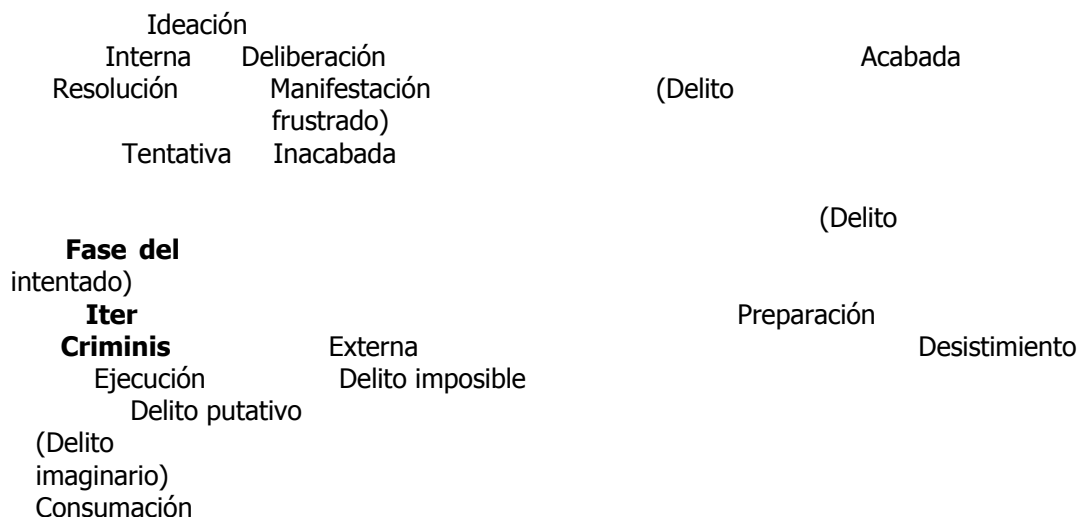 Ideación
Interna Deliberación Acabada
Resolución Manifestación (Delito
frustrado)
Tentativa Inacabada
(Delito
Fase del
intentado)
Iter Preparación
Criminis Externa Desistimiento
Ejecución Delito imposible
Delito putativo
(Delito
imaginario)
Consumación